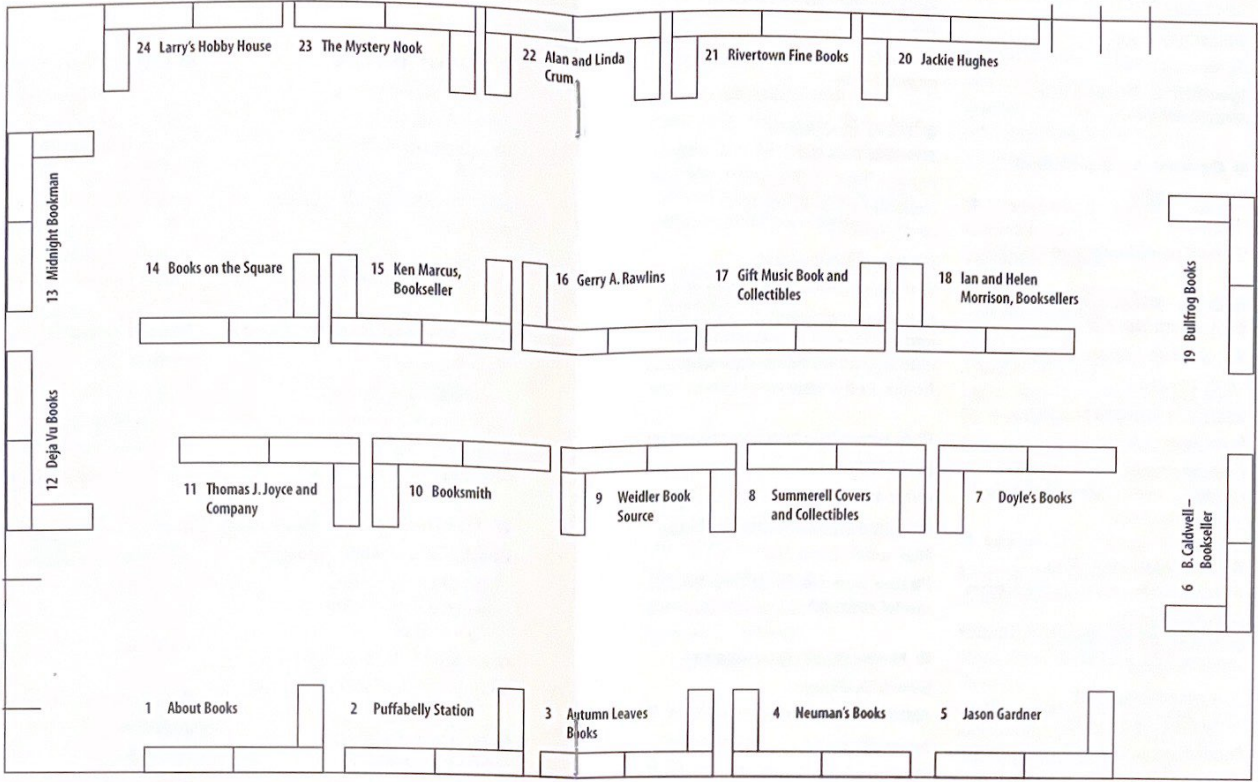 24 Larry's Hobby House
23 The Mystery Nook
22 Alan and Linda
Crum
21 Rivertown Fine Books
20 Jackie Hughes
13 Midnight Bookman
14 Books on the Square
15 Ken Marcus,
Bookseller
16 Gerry A. Rawlins
17 Gift Music Book and
Collectibles
18 Ian and Helen
Morrison, Booksellers
19 Bullfrog Books
12 Deja Vu Books
11 Thomas J. Joyce and
Company
10 Booksmith
9 Weidler Book
Source
8 Summerell Covers
and Collectibles
7 Doyle's Books
6 B. Caldwell –
Bookseller
1 About Books
2 Puffabelly Station
3 Autumn Leaves
Books
4 Neuman's Books
5 Jason Gardner